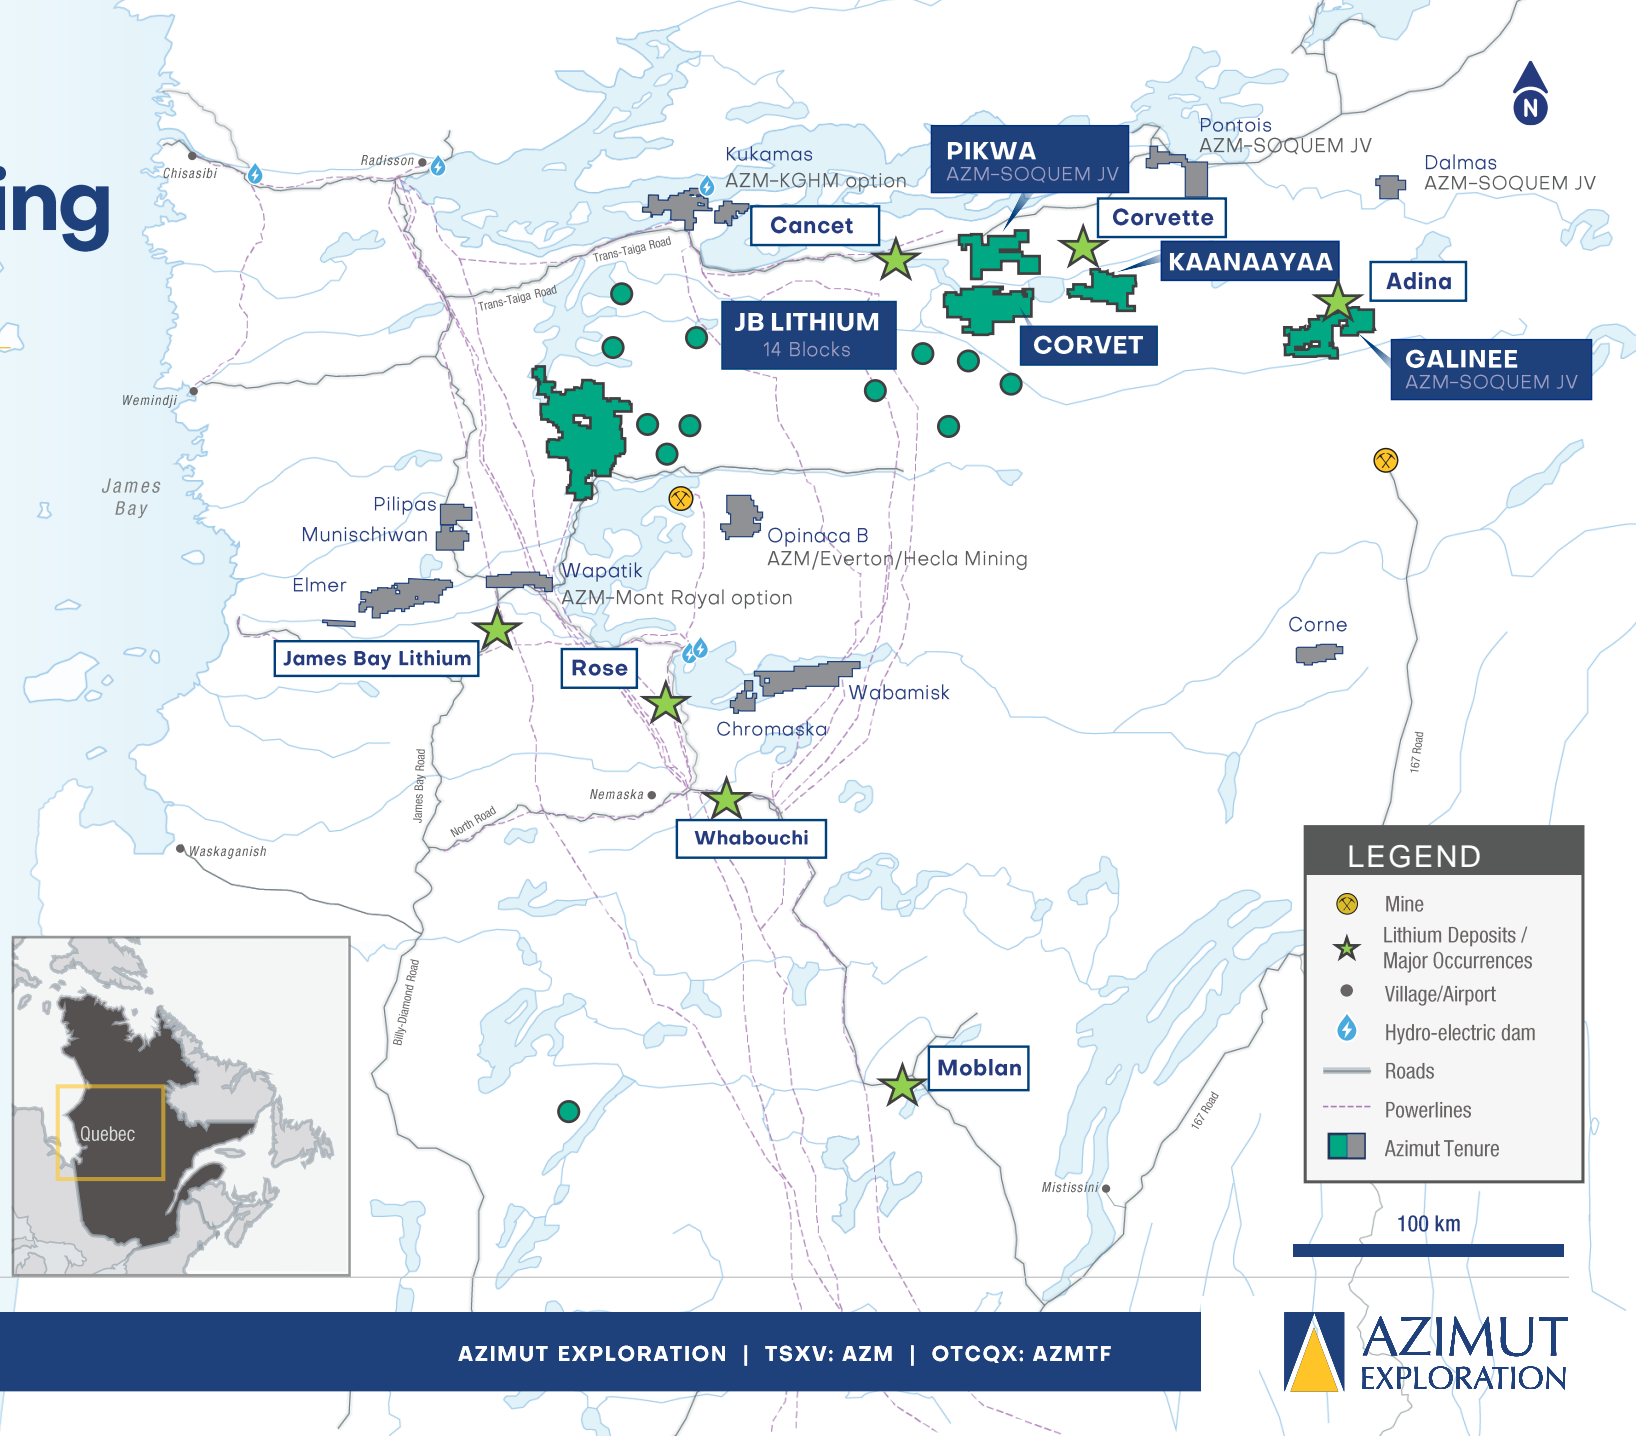 ing
N
Chisasibi
Radisson
Kukamas
AZM–KGHM option
PIKWA
AZM–SOQUEM JV
Pontois
AZM–SOQUEM JV
Dalmas
AZM–SOQUEM JV
Cancet
Corvette
Trans-Taiga Road
Trans-Taiga Road
KAANAAYAA
Adina
JB LITHIUM
14 Blocks
CORVET
GALINEE
AZM–SOQUEM JV
Wemindji
James
Bay
Pilipas
Munischiwan
Opinaca B
AZM/Everton/Hecla Mining
Elmer
Wapatik
AZM–Mont Royal option
James Bay Lithium
Rose
Corne
Wabamisk
Chromaska
James Bay Road
167 Road
North Road
Nemaska
Whabouchi
Waskaganish
Billy-Diamond Road
Moblan
167 Road
Mistissini
Quebec
LEGEND
Mine
Lithium Deposits /
Major Occurrences
Village/Airport
Hydro-electric dam
Roads
Powerlines
Azimut Tenure
100 km
AZIMUT EXPLORATION | TSXV: AZM | OTCQX: AZMTF
AZIMUT
EXPLORATION